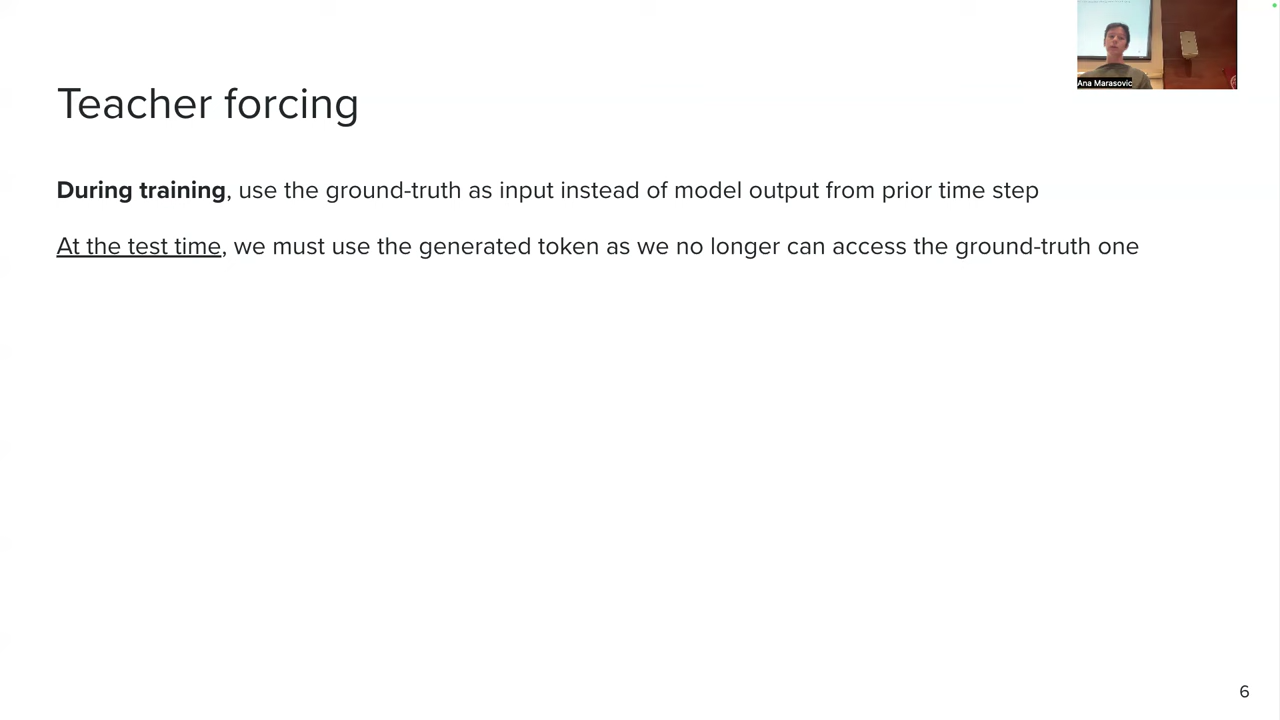 Ana Marasovic
Teacher forcing
During training, use the ground-truth as input instead of model output from prior time step
At the test time, we must use the generated token as we no longer can access the ground-truth one
6